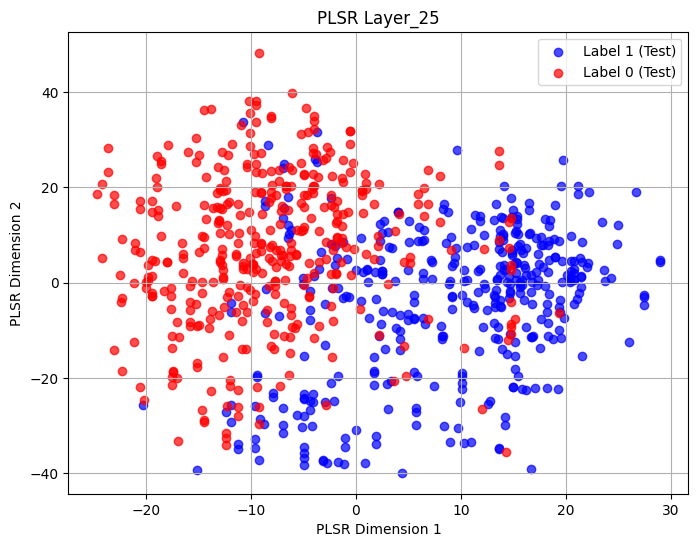 PLSR Layer_25
Label 1 (Test)
Label 0 (Test)
PLSR Dimension 2
40
20
0
−20
−40
−20
−10
0
10
20
30
PLSR Dimension 1